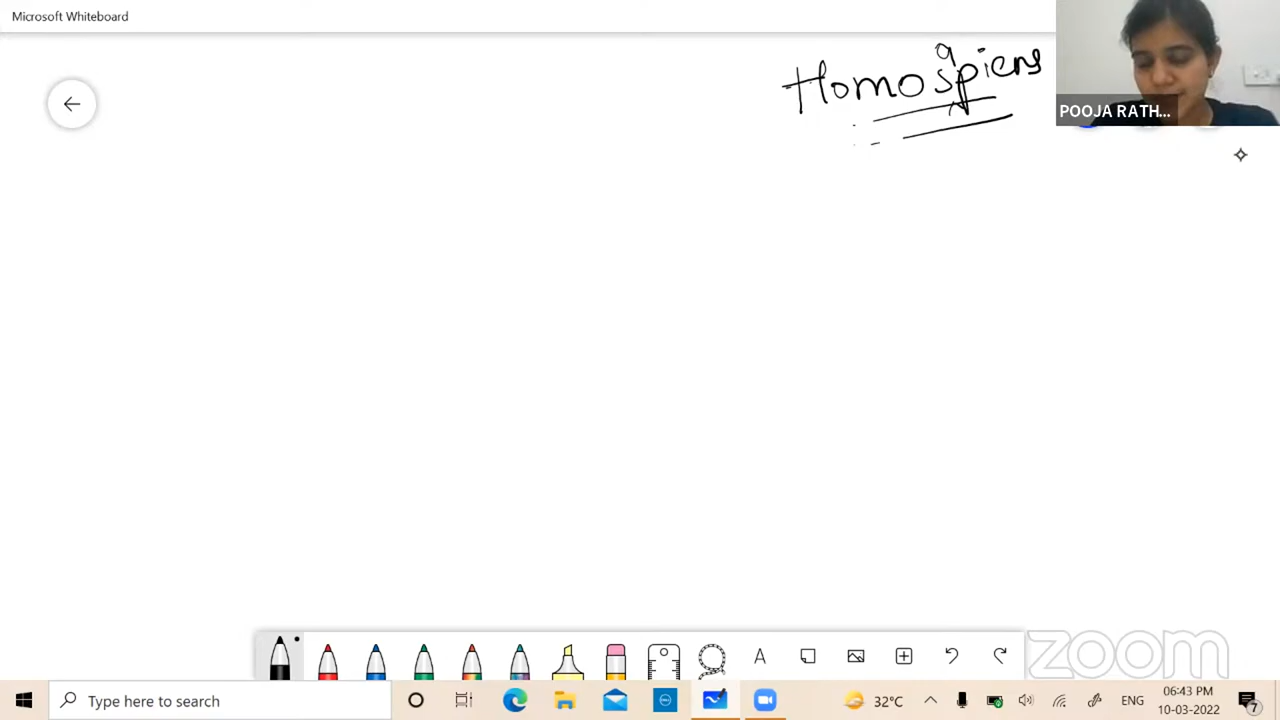 Microsoft Whiteboard
Homo sapiens
POOJA RATH...
A
zoom
Type here to search
32°C
ENG
06:43 PM
10-03-2022
7